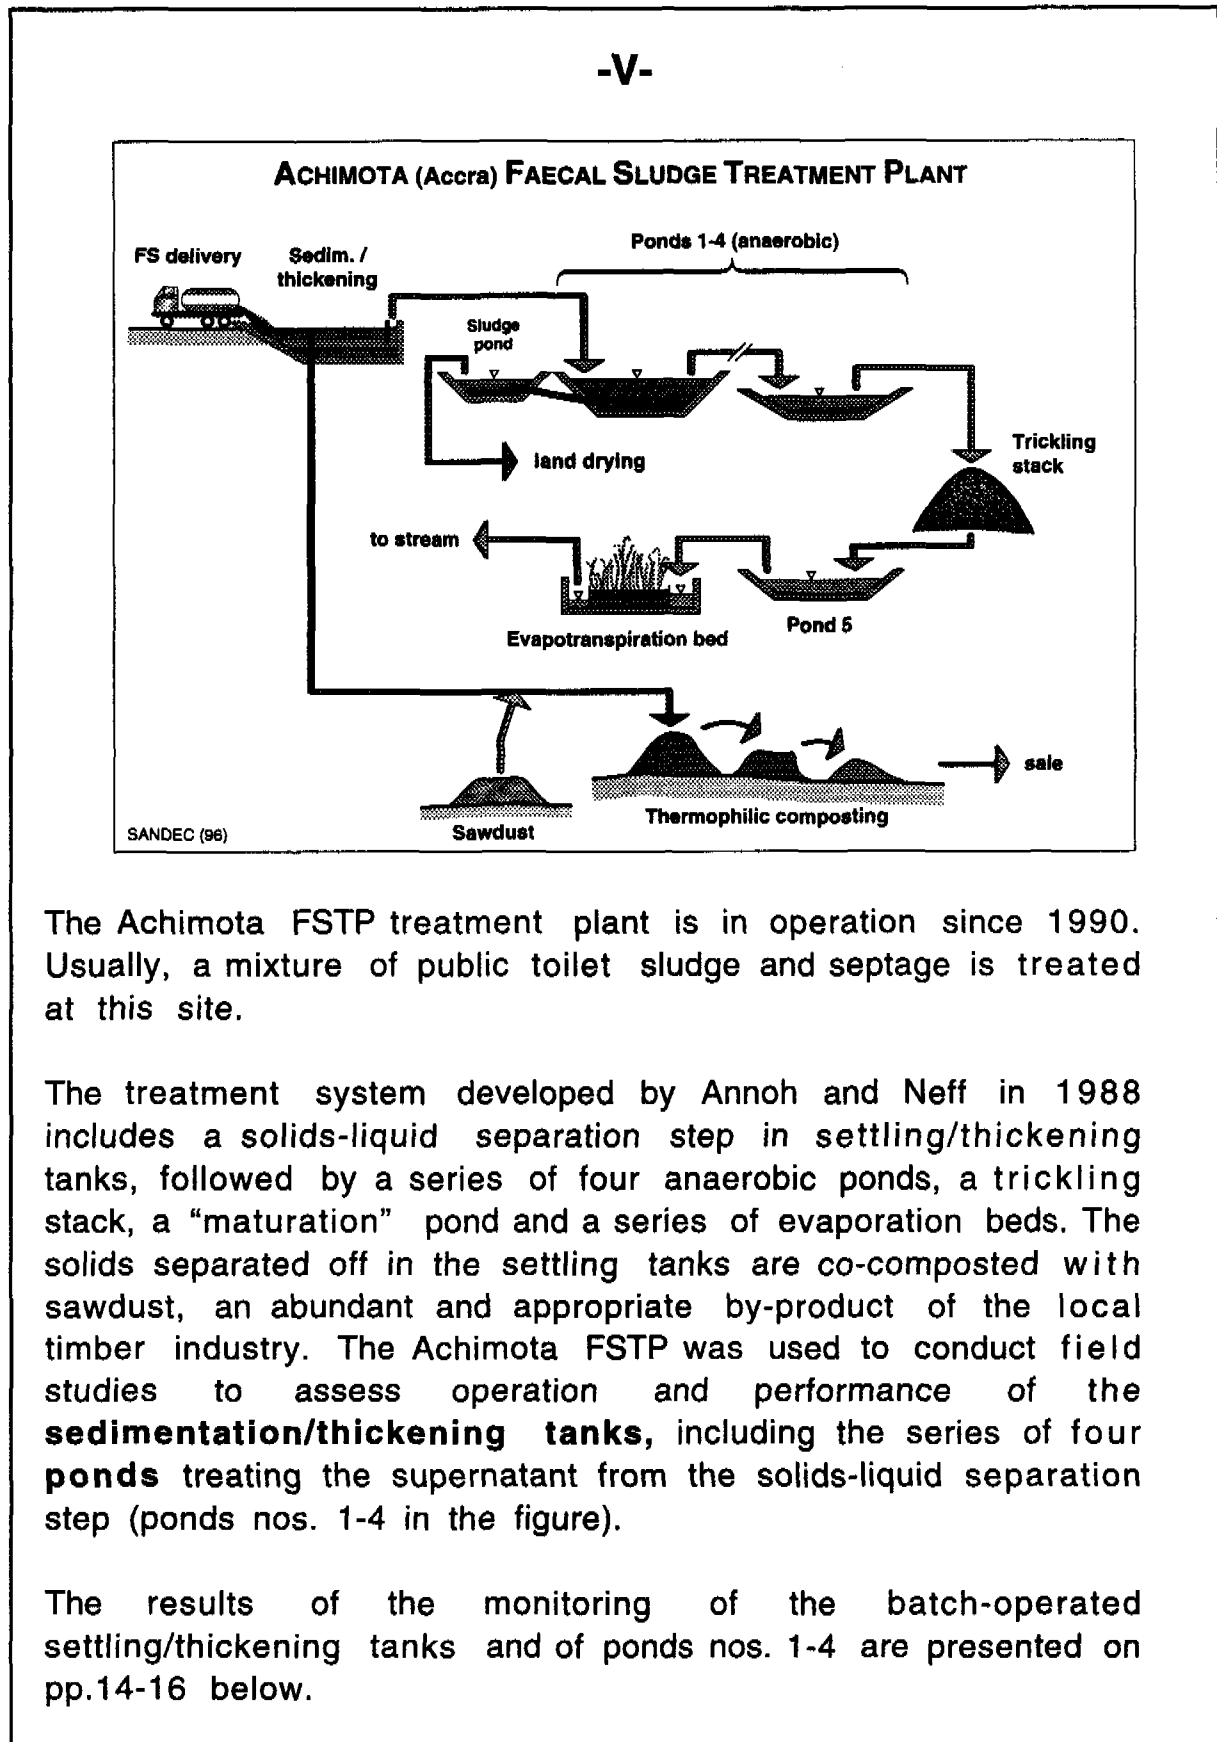 -V-
ACHIMOTA (Accra) FAECAL SLUDGE TREATMENT PLANT
Ponds 1-4 (anaerobic)
FS delivery
Sedim. /
thickening
Sludge
pond
Trickling
stack
land drying
to stream
Evapotranspiration bed
Pond 5
sale
Thermophilic composting
Sawdust
SANDEC (96)
The Achimota FSTP treatment plant is in operation since 1990.
Usually, a mixture of public toilet sludge and septage is treated
at this site.
The treatment system developed by Annoh and Neff in 1988
includes a solids-liquid separation step in settling/thickening
tanks, followed by a series of four anaerobic ponds, a trickling
stack, a “maturation” pond and a series of evaporation beds. The
solids separated off in the settling tanks are co-composted with
sawdust, an abundant and appropriate by-product of the local
timber industry. The Achimota FSTP was used to conduct field
studies to assess operation and performance of the
sedimentation/thickening tanks, including the series of four
ponds treating the supernatant from the solids-liquid separation
step (ponds nos. 1-4 in the figure).
The results of the monitoring of the batch-operated
settling/thickening tanks and of ponds nos. 1-4 are presented on
pp.14-16 below.